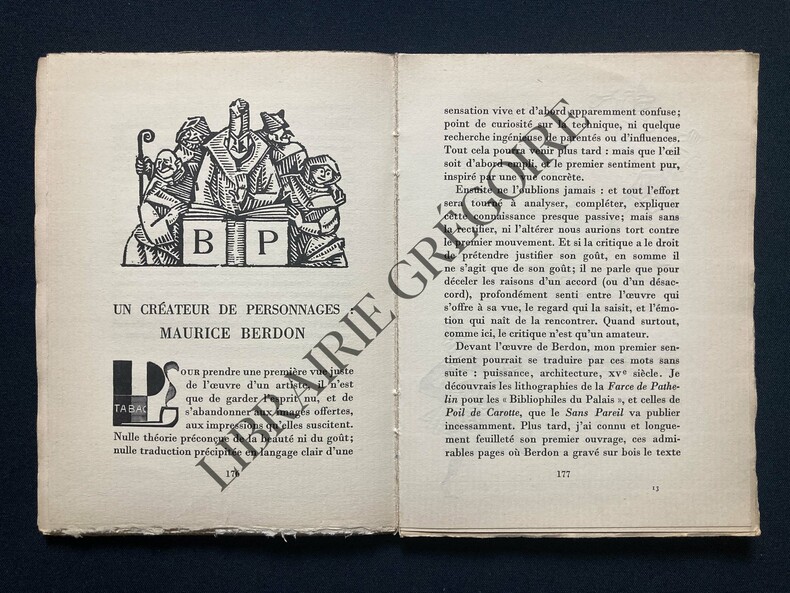 B P
UN CRÉATEUR DE PERSONNAGES :
MAURICE BERDON
TABAC
POUR prendre une première vue juste
de l'œuvre d'un artiste, il n'est
que de garder l'esprit nu, et de
s'abandonner aux images offertes,
aux impressions qu'elles suscitent.
Nulle théorie préconçue de la beauté ni du goût ;
nulle traduction précipitée en langage clair d'une
176
sensation vive et d'abord apparemment confuse ;
point de curiosité sur la technique, ni quelque
recherche ingénieuse de parentés ou d'influences.
Tout cela pourra venir plus tard : mais que l'œil
soit d'abord empli, et le premier sentiment pur,
inspiré par une vue concrète.
Ensuite ne l'oublions jamais : et tout l'effort
sera tourné à analyser, compléter, expliquer
cette connaissance presque passive ; mais sans
la rectifier, ni l'altérer nous aurions tort contre
le premier mouvement. Et si la critique a le droit
de prétendre justifier son goût, en somme il
ne s'agit que de son goût ; il ne parle que pour
déceler les raisons d'un accord (ou d'un désac-
cord), profondément senti entre l'œuvre qui
s'offre à sa vue, le regard qui la saisit, et l'émo-
tion qui naît de la rencontrer. Quand surtout,
comme ici, le critique n'est qu'un amateur.
Devant l'œuvre de Berdon, mon premier sen-
timent pourrait se traduire par ces mots sans
suite : puissance, architecture, XVe siècle. Je
découvrais les lithographies de la Farce de Pathe-
lin pour les « Bibliophiles du Palais », et celles de
Poil de Carotte, que le Sans Pareil va publier
incessamment. Plus tard, j'ai connu et longue-
ment feuilleté son premier ouvrage, ces admi-
rables pages où Berdon a gravé sur bois le texte
177
13
LIBRAIRIE GRÉGOIRE